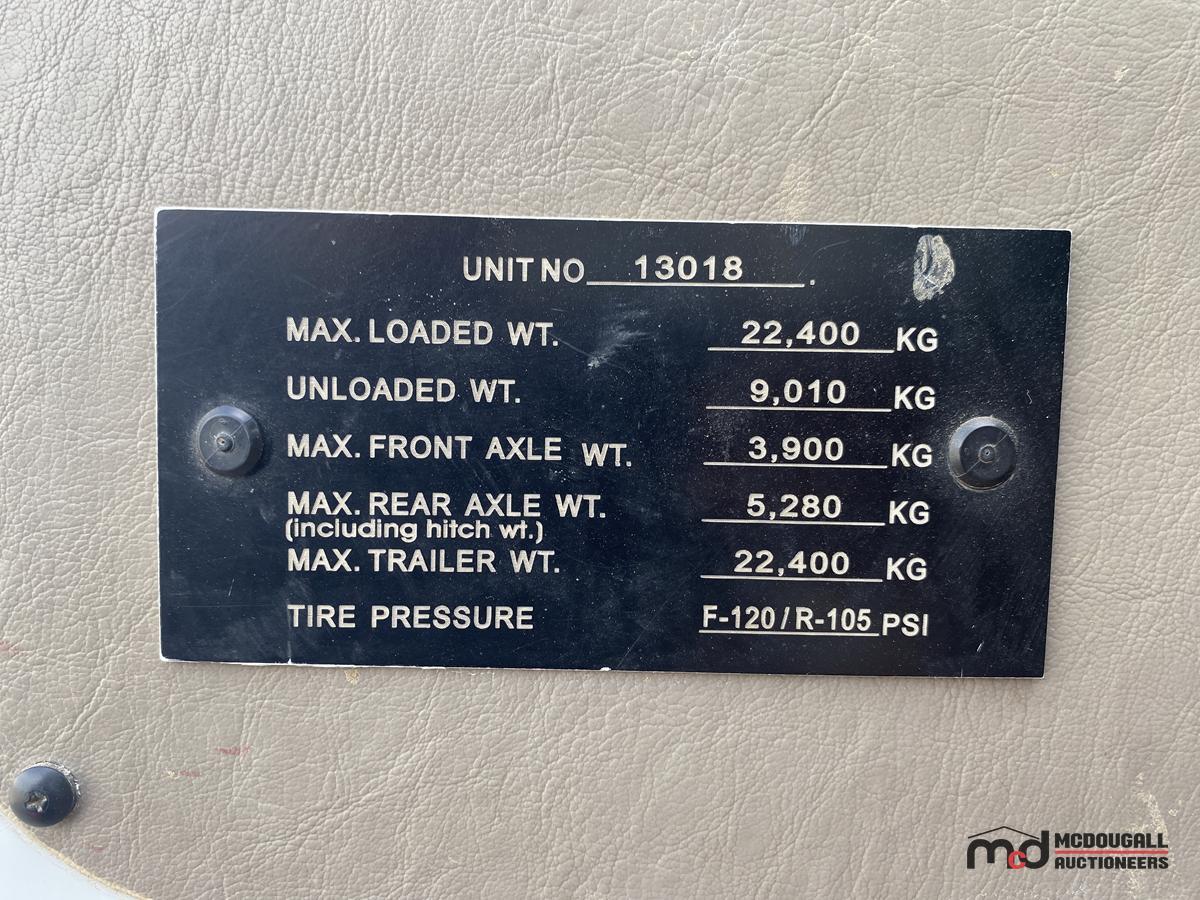 UNIT NO 13018.
MAX. LOADED WT. 22,400 KG
UNLOADED WT. 9,010 KG
MAX. FRONT AXLE WT. 3,900 KG
MAX. REAR AXLE WT. 5,280 KG
(including hitch wt.)
MAX. TRAILER WT. 22,400 KG
TIRE PRESSURE F-120 / R-105 PSI
mcd MCDOUGALL
AUCTIONEERS